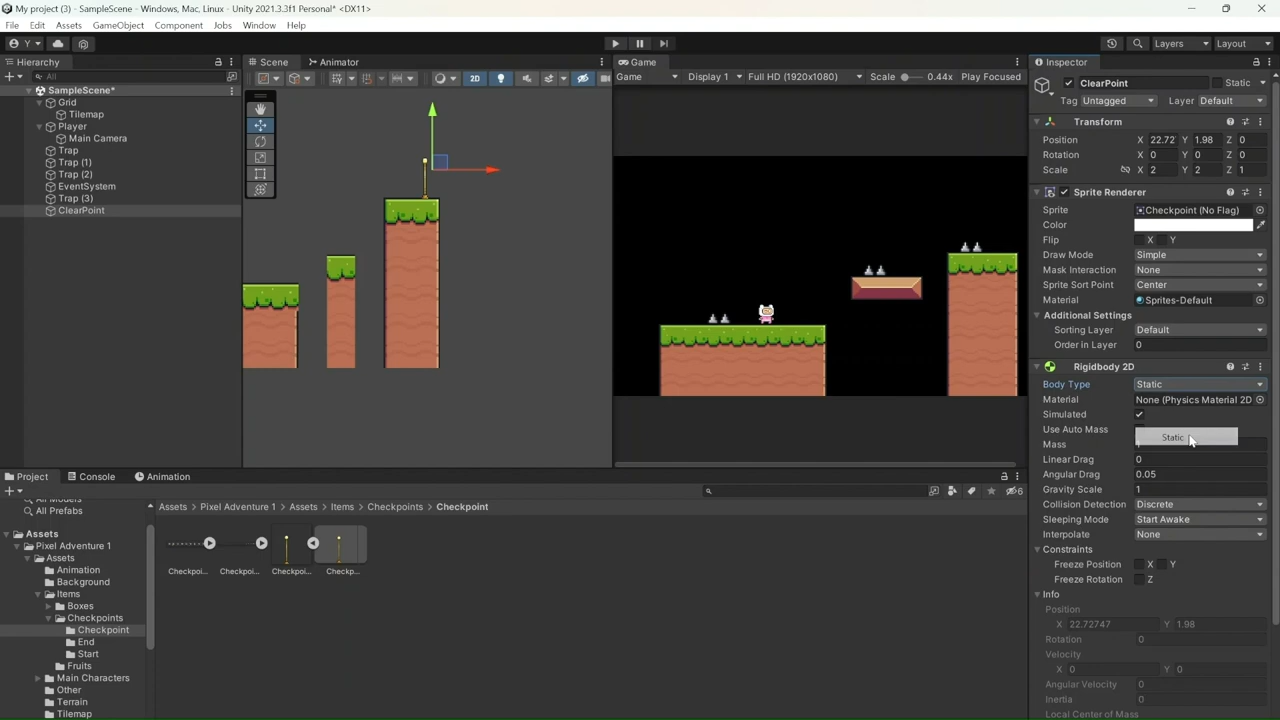 My project (3) - SampleScene - Windows, Mac, Linux - Unity 2021.3.3f1 Personal* <DX11>
File Edit Assets GameObject Component Jobs Window Help
Y
Layers Layout
Hierarchy
All
SampleScene*
Grid
Tilemap
Player
Main Camera
Trap
Trap (1)
Trap (2)
EventSystem
Trap (3)
ClearPoint
Scene Animator
2D
Game
Game Display 1 Full HD (1920x1080) Scale 0.44x Play Focused
Inspector
ClearPoint Static
Tag Untagged Layer Default
Transform
Position X 22.72 Y 1.98 Z 0
Rotation X 0 Y 0 Z 0
Scale X 2 Y 2 Z 1
Sprite Renderer
Sprite Checkpoint (No Flag)
Color
Flip X Y
Draw Mode Simple
Mask Interaction None
Sprite Sort Point Center
Material Sprites-Default
Additional Settings
Sorting Layer Default
Order in Layer 0
Rigidbody 2D
Body Type Static
Material None (Physics Material 2D
Simulated
Use Auto Mass
Static
Mass
Linear Drag 0
Angular Drag 0.05
Gravity Scale 1
Collision Detection Discrete
Sleeping Mode Start Awake
Interpolate None
Constraints
Freeze Position X Y
Freeze Rotation Z
Info
Position
X 22.72747 Y 1.98
Rotation 0
Velocity
X 0 Y 0
Angular Velocity 0
Inertia 0
Local Center of Mass
Project Console Animation
6
All Models
All Prefabs
Assets
Pixel Adventure 1
Assets
Animation
Background
Items
Boxes
Checkpoints
Checkpoint
End
Start
Fruits
Main Characters
Other
Terrain
Tilemap
Assets > Pixel Adventure 1 > Assets > Items > Checkpoints > Checkpoint
Checkpoi... Checkpoi... Checkpoi... Checkp...